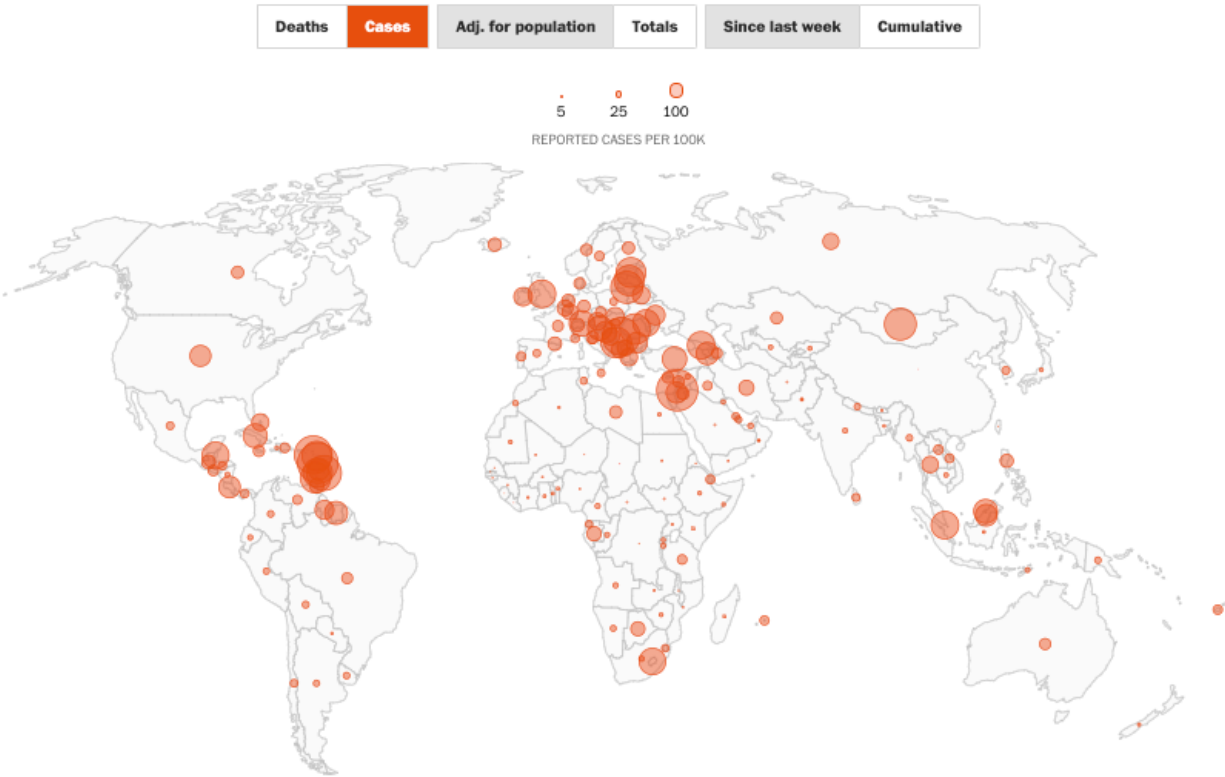 Deaths Cases Adj. for population Totals Since last week Cumulative
5 25 100
REPORTED CASES PER 100K